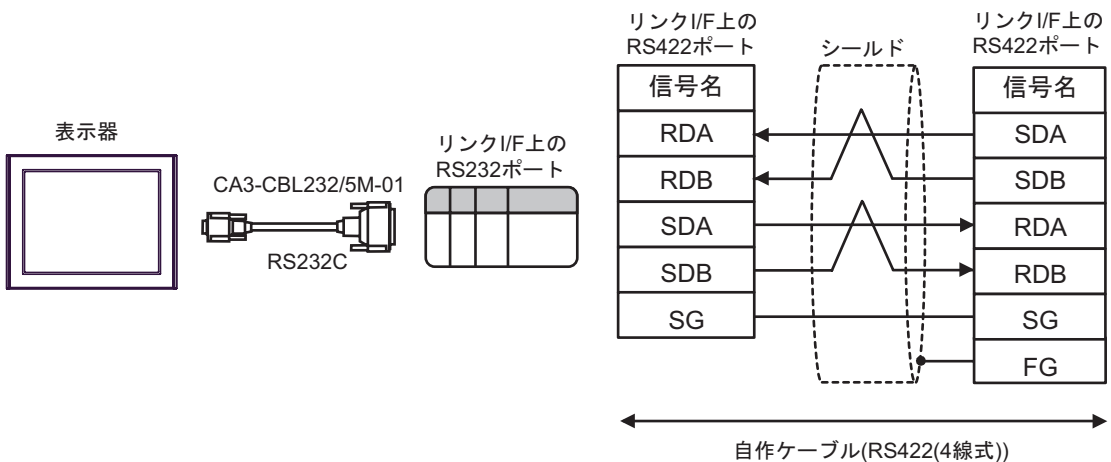 表示器
CA3-CBL232/5M-01
RS232C
リンクI/F上の
RS232ポート
リンクI/F上の
RS422ポート
信号名
RDA
RDB
SDA
SDB
SG
シールド
リンクI/F上の
RS422ポート
信号名
SDA
SDB
RDA
RDB
SG
FG
自作ケーブル(RS422(4線式))